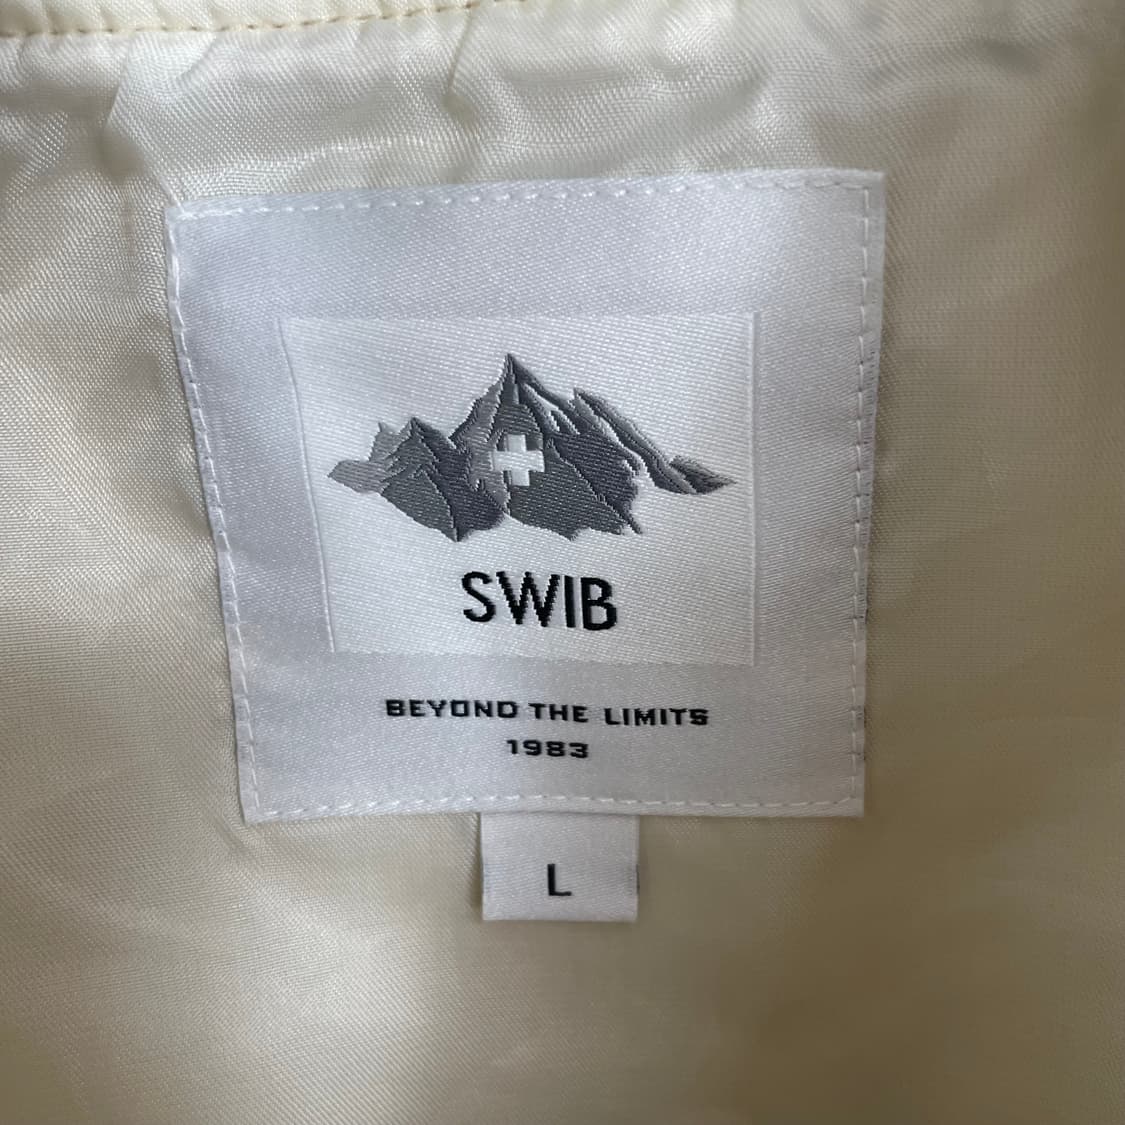 SWIB
BEYOND THE LIMITS
1983
L